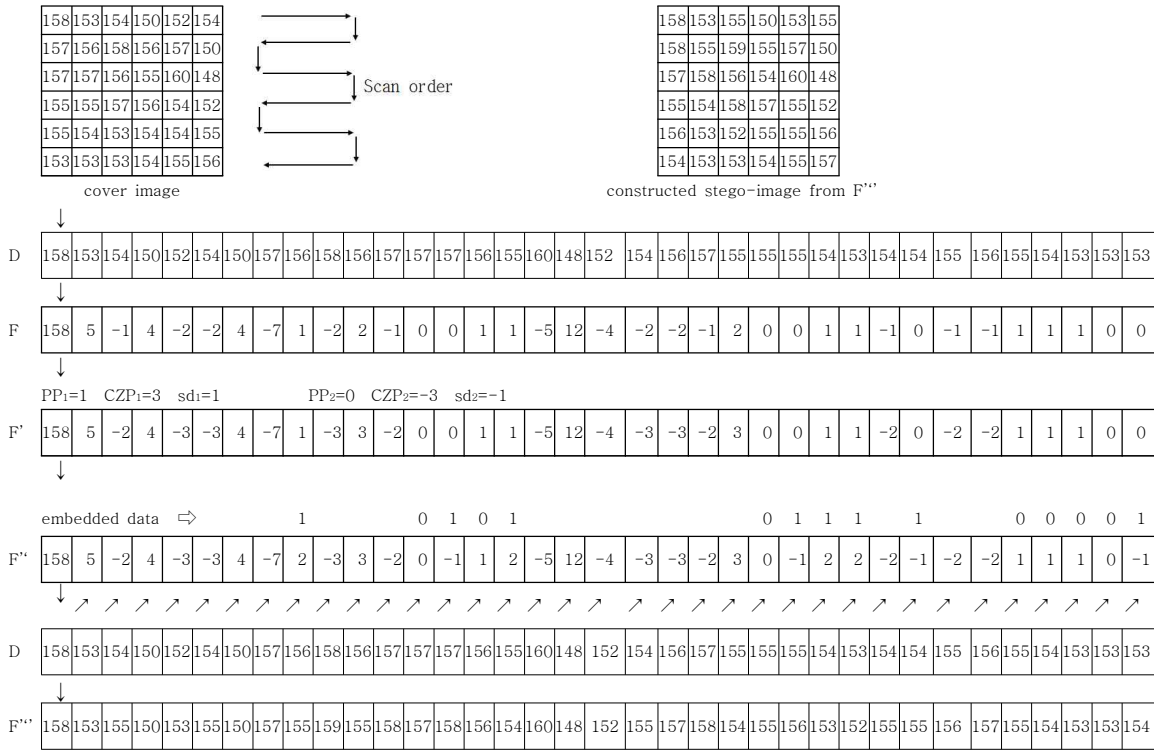 158 153 154 150 152 154
157 156 158 156 157 150
157 157 156 155 160 148
155 155 157 156 154 152
155 154 153 154 154 155
153 153 153 154 155 156
cover image
Scan order
158 153 155 150 153 155
158 155 159 155 157 150
157 158 156 154 160 148
155 154 158 157 155 152
156 153 152 155 155 156
154 153 153 154 155 157
constructed stego-image from F'‘'
↓
D 158 153 154 150 152 154 150 157 156 158 156 157 157 157 156 155 160 148 152 154 156 157 155 155 155 154 153 154 154 155 156 155 154 153 153 153
↓
F 158 5 -1 4 -2 -2 4 -7 1 -2 2 -1 0 0 1 1 -5 12 -4 -2 -2 -1 2 0 0 1 1 -1 0 -1 -1 1 1 1 0 0
↓
PP₁=1 CZP₁=3 sd₁=1 PP₂=0 CZP₂=-3 sd₂=-1
F' 158 5 -2 4 -3 -3 4 -7 1 -3 3 -2 0 0 1 1 -5 12 -4 -3 -3 -2 3 0 0 1 1 -2 0 -2 -2 1 1 1 0 0
↓
embedded data ⇨ 1 0 1 0 1 0 1 1 1 1 0 0 0 0 1
F'‘ 158 5 -2 4 -3 -3 4 -7 2 -3 3 -2 0 -1 1 2 -5 12 -4 -3 -3 -2 3 0 -1 2 2 -2 -1 -2 -2 1 1 1 0 -1
↓ ↗ ↗ ↗ ↗ ↗ ↗ ↗ ↗ ↗ ↗ ↗ ↗ ↗ ↗ ↗ ↗ ↗ ↗ ↗ ↗ ↗ ↗ ↗ ↗ ↗ ↗ ↗ ↗ ↗ ↗ ↗ ↗ ↗ ↗ ↗
D 158 153 154 150 152 154 150 157 156 158 156 157 157 157 156 155 160 148 152 154 156 157 155 155 155 154 153 154 154 155 156 155 154 153 153 153
↓
F'‘' 158 153 155 150 153 155 150 157 155 159 155 158 157 158 156 154 160 148 152 155 157 158 154 155 156 153 152 155 155 156 157 155 154 153 153 154